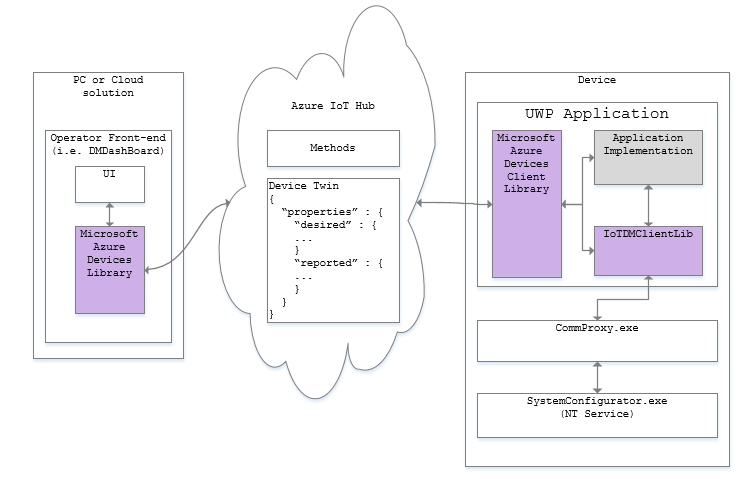 PC or Cloud
solution
Operator Front-end
(i.e. DMDashBoard)
UI
Microsoft
Azure
Devices
Library
Azure IoT Hub
Methods
Device Twin
{
“properties” : {
“desired” : {
...
}
“reported” : {
...
}
}
}
Device
UWP Application
Microsoft
Azure
Devices
Client
Library
Application
Implementation
IoTDMClientLib
CommProxy.exe
SystemConfigurator.exe
(NT Service)